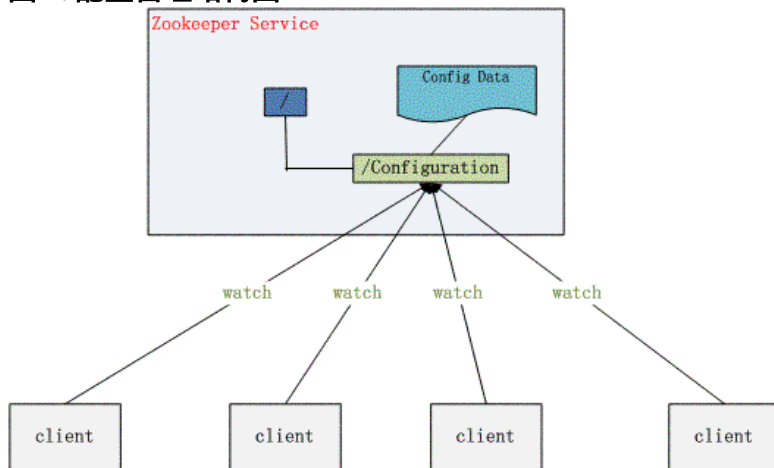 Zookeeper Service
Config Data
/
/Configuration
watch watch watch watch
client client client client